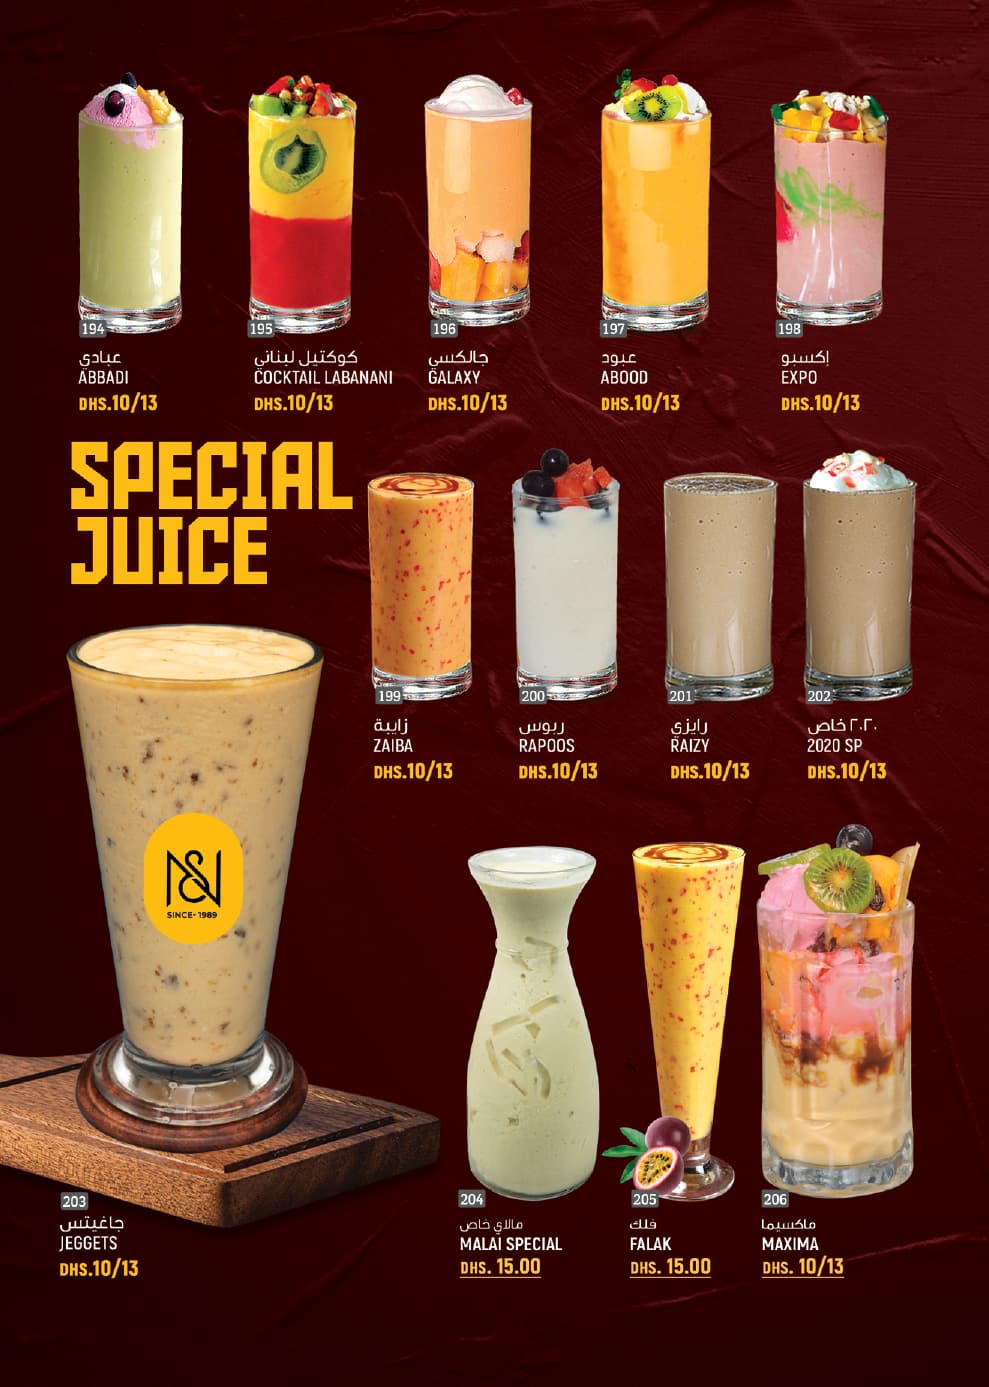 194
عبادي
ABBADI
DHS.10/13
195
كوكتيل لبناني
COCKTAIL LABANANI
DHS.10/13
196
جالكسي
GALAXY
DHS.10/13
197
عبود
ABOOD
DHS.10/13
198
إكسبو
EXPO
DHS.10/13
SPECIAL
JUICE
199
زايبة
ZAIBA
DHS.10/13
200
ربوس
RAPOOS
DHS.10/13
201
رايزي
RAIZY
DHS.10/13
202
٢٠٢٠ خاص
2020 SP
DHS.10/13
N&N
SINCE-1989
203
جاغيتس
JEGGETS
DHS.10/13
204
مالاي خاص
MALAI SPECIAL
DHS. 15.00
205
فلك
FALAK
DHS. 15.00
206
ماكسيما
MAXIMA
DHS. 10/13